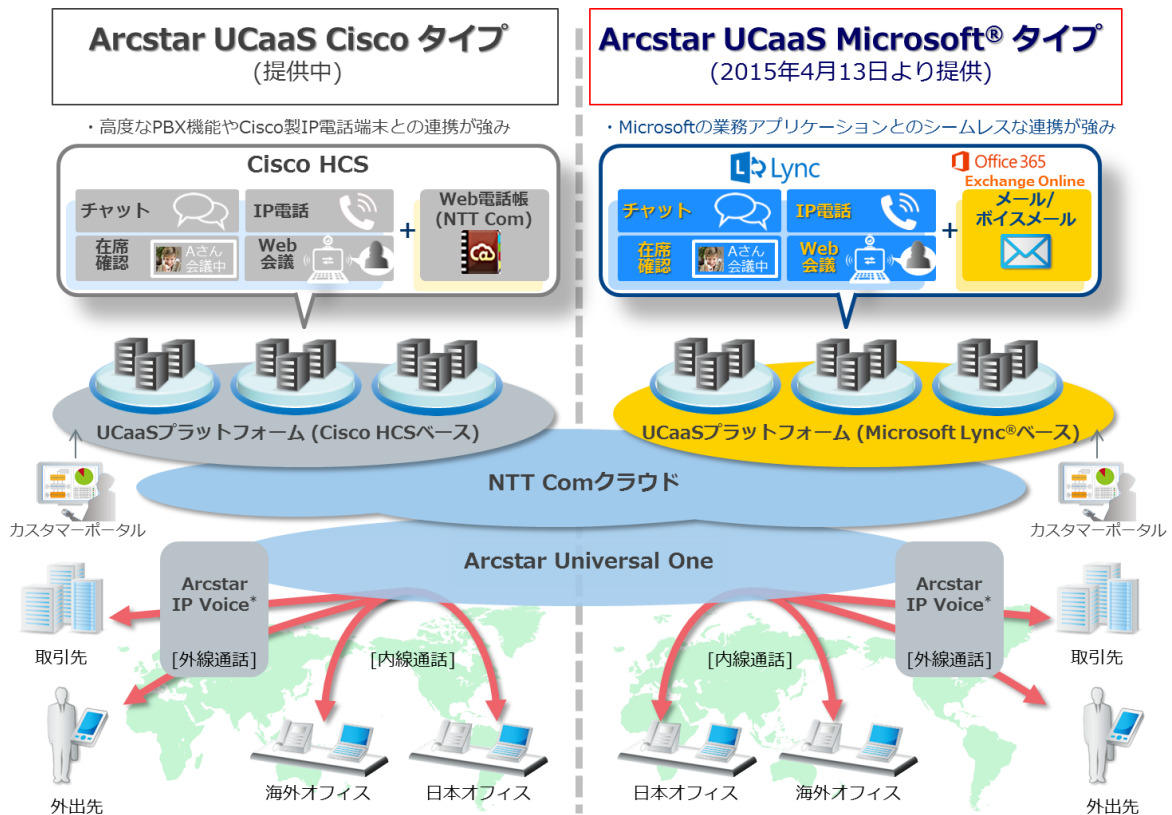 Arcstar UCaaS Cisco タイプ
(提供中)
・高度なPBX機能やCisco製IP電話端末との連携が強み
Cisco HCS
チャット
IP電話
在席
確認
Aさん
会議中
Web
会議
+
Web電話帳
(NTT Com)
@
UCaaSプラットフォーム (Cisco HCSベース)
カスタマーポータル
Arcstar UCaaS Microsoft® タイプ
(2015年4月13日より提供)
・Microsoftの業務アプリケーションとのシームレスな連携が強み
Lync
チャット
IP電話
在席
確認
Aさん
会議中
Web
会議
+
Office 365
Exchange Online
メール/
ボイスメール
UCaaSプラットフォーム (Microsoft Lync®ベース)
カスタマーポータル
NTT Comクラウド
Arcstar Universal One
Arcstar
IP Voice*
[外線通話]
[内線通話]
取引先
外出先
海外オフィス
日本オフィス
[内線通話]
Arcstar
IP Voice*
[外線通話]
取引先
日本オフィス
海外オフィス
外出先